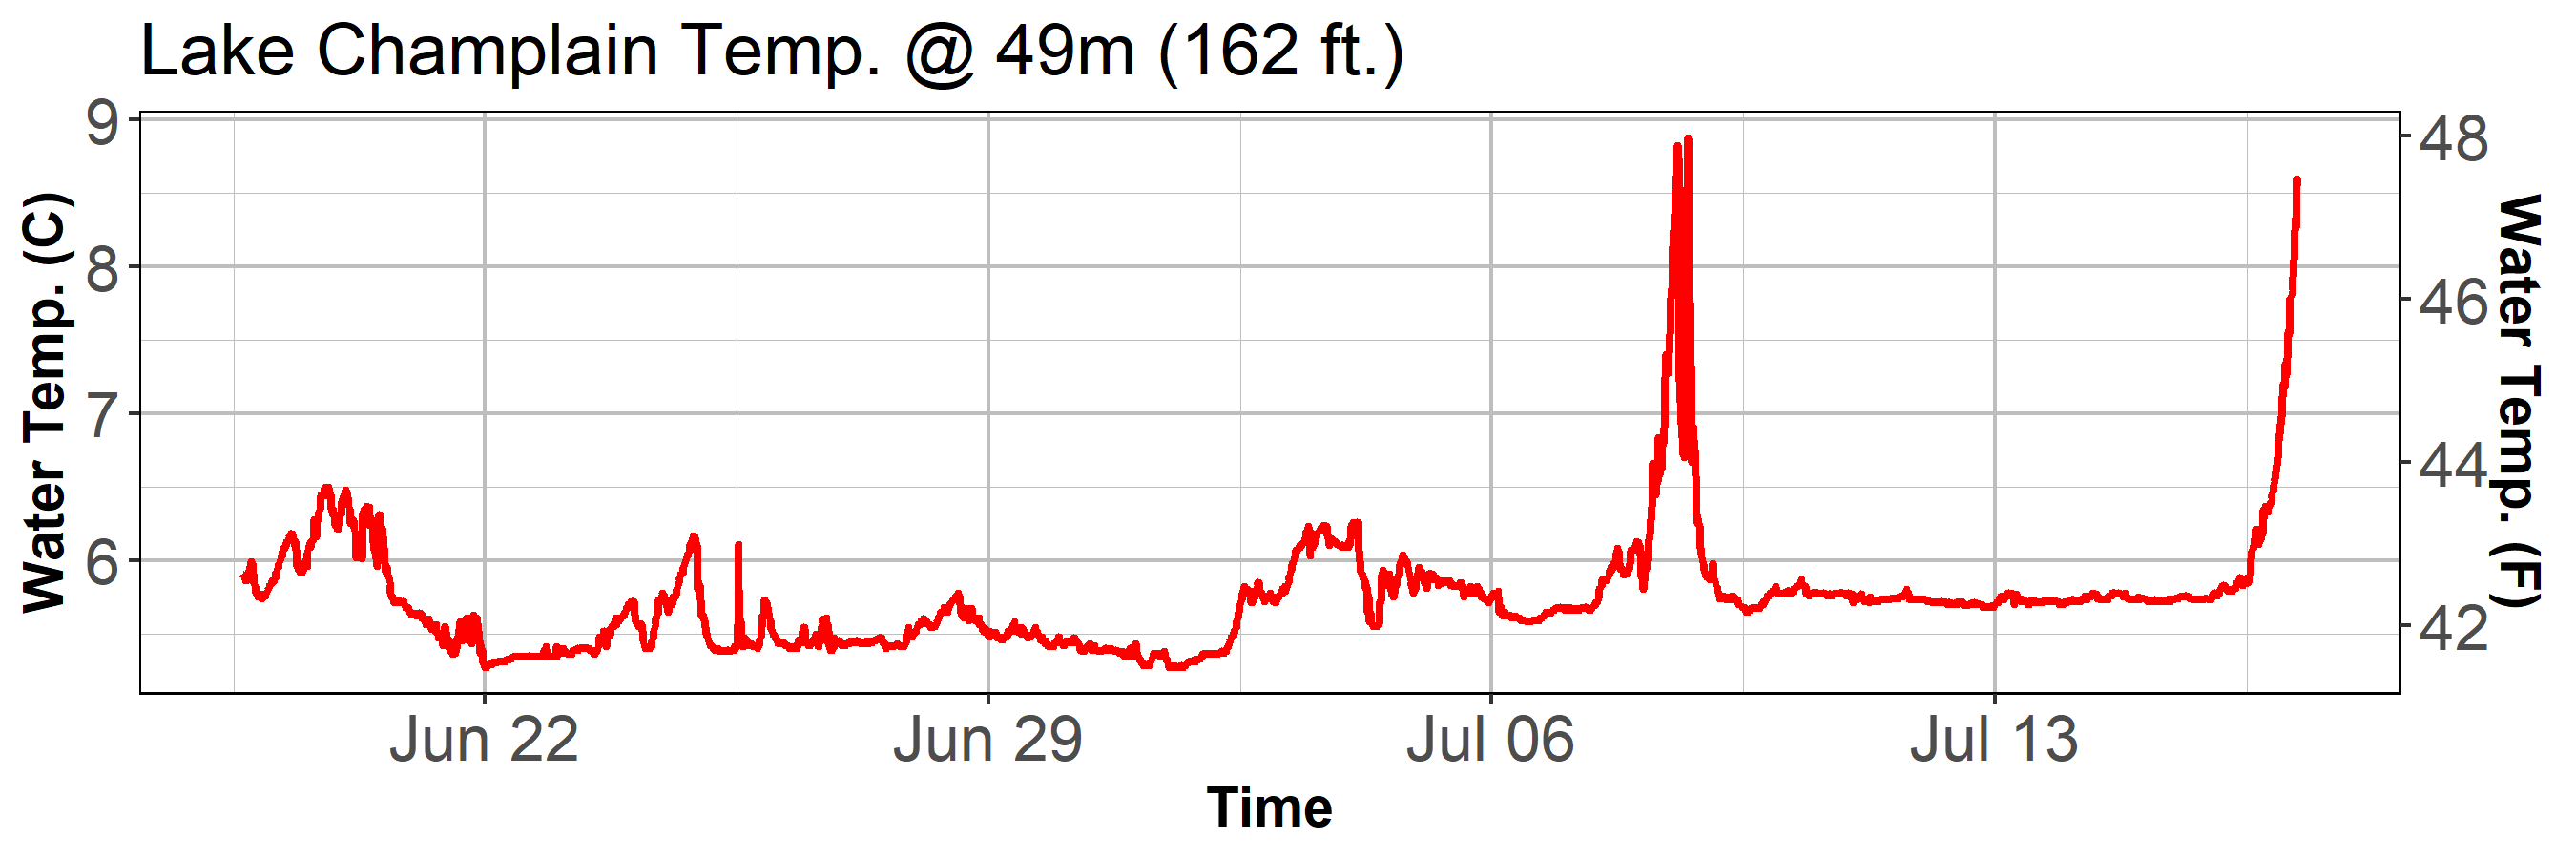 Lake Champlain Temp. @ 49m (162 ft.)
Water Temp. (C)
9
8
7
6
48
46
44
42
Water Temp. (F)
Jun 22
Jun 29
Jul 06
Jul 13
Time